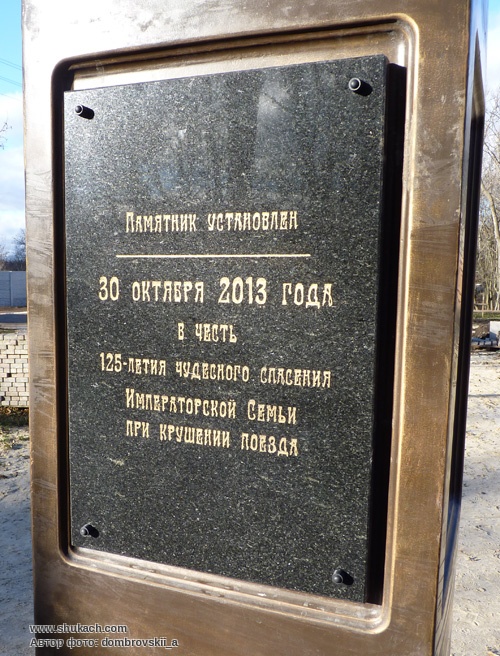 Памятник установлен
30 октября 2013 года
в честь
125-летия чудесного спасения
Императорской Семьи
при крушении поезда
www.shukach.com
Автор фото: dombrovskii_a